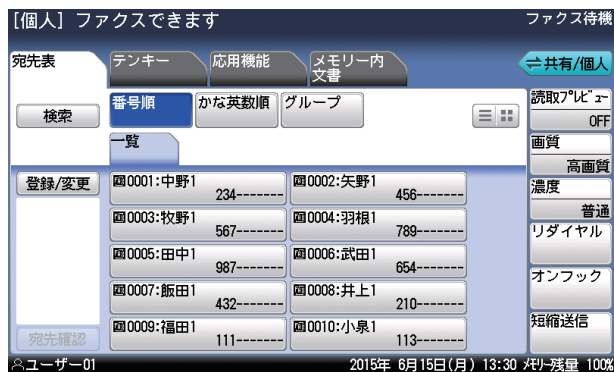 [個人] ファクスできます
ファクス待機
宛先表
テンキー
応用機能
メモリー内
文書
⇌共有/個人
検索
番号順
かな英数順
グループ
一覧
読取プレビュー
OFF
画質
高画質
濃度
普通
リダイヤル
オンフック
短縮送信
登録/変更
0001:中野1
234-------
0002:矢野1
456-------
0003:牧野1
567-------
0004:羽根1
789-------
0005:田中1
987-------
0006:武田1
654-------
0007:飯田1
432-------
0008:井上1
210-------
0009:福田1
111-------
0010:小泉1
113-------
宛先確認
ユーザー01
2015年 6月15日(月) 13:30 メモリー残量 100%